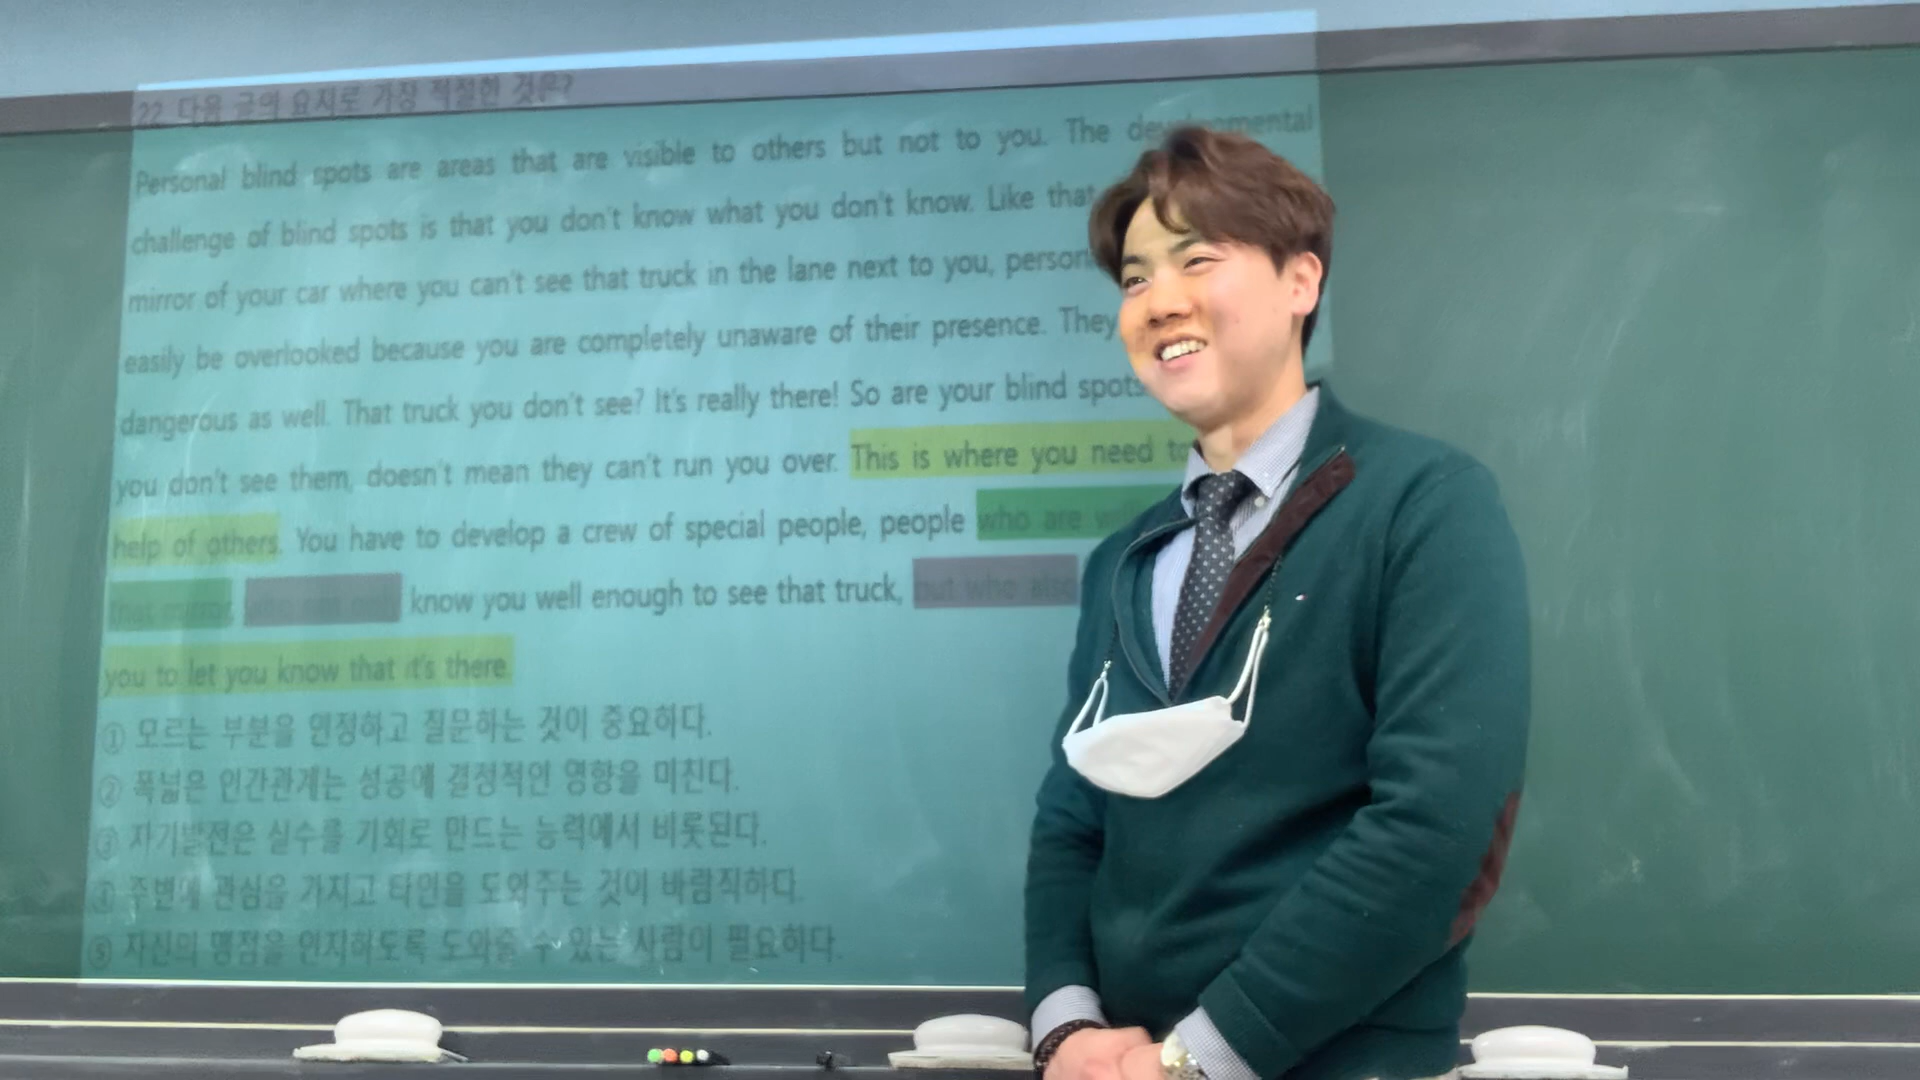 22. 다음 글의 요지로 가장 적절한 것은?
Personal blind spots are areas that are visible to others but not to you. The developmental
challenge of blind spots is that you don't know what you don't know. Like that
mirror of your car where you can't see that truck in the lane next to you,
easily be overlooked because you are completely unaware of their presence. They
dangerous as well. That truck you don't see? It's really there! So are your blind spots
you don't see them, doesn't mean they can't run you over. This is where you need to
help of others. You have to develop a crew of special people, people who are
that mirror, who not only know you well enough to see that truck, but who also
you to let you know that it's there
① 모르는 부분을 인정하고 질문하는 것이 중요하다.
② 폭넓은 인간관계는 성공에 결정적인 영향을 미친다.
③ 자기발전은 실수를 기회로 만드는 능력에서 비롯된다.
④ 주변에 관심을 가지고 타인을 도와주는 것이 바람직하다.
⑤ 자신의 맹점을 인지하도록 도와줄 수 있는 사람이 필요하다.